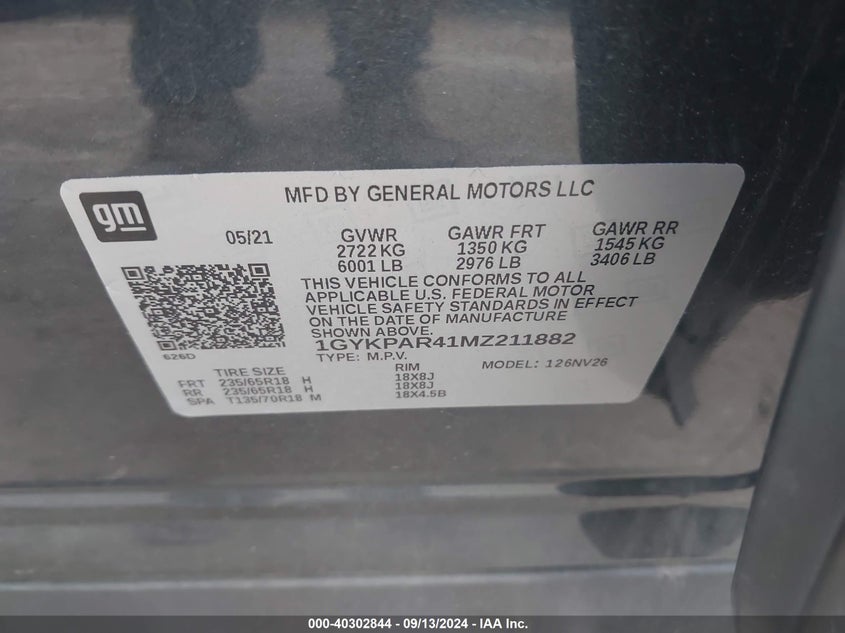 gm
MFD BY GENERAL MOTORS LLC
05/21 GVWR GAWR FRT GAWR RR
2722 KG 1350 KG 1545 KG
6001 LB 2976 LB 3406 LB
THIS VEHICLE CONFORMS TO ALL
APPLICABLE U.S. FEDERAL MOTOR
VEHICLE SAFETY STANDARDS IN EFFECT
ON THE DATE OF MANUFACTURE
SHOWN ABOVE.
1GYKPAR41MZ211882
626D
TYPE: M.P.V. MODEL: 126NV26
TIRE SIZE RIM
FRT 235/65R18 H 18X8J
RR 235/65R18 H 18X8J
SPA T135/70R18 M 18X4.5B
000-40302844 - 09/13/2024 - IAA Inc.